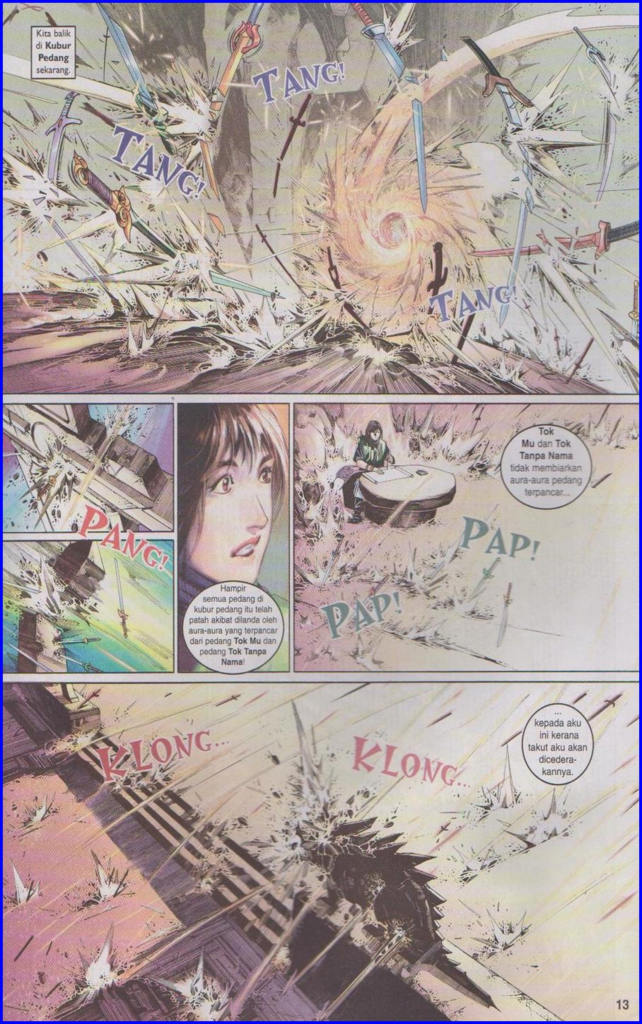 Kita balik
di Kubur
Pedang
sekarang.
TANG!
TANG!
TANG!
PANG!
Hampir
semua pedang di
kubur pedang itu telah
patah akibat dilanda oleh
aura-aura yang terpancar
dari pedang Tok Mu dan
pedang Tok Tanpa
Nama!
Tok
Mu dan Tok
Tanpa Nama
tidak membiarkan
aura-aura pedang
terpancar...
PAP!
PAP!
KLONG...
KLONG...
...
kepada aku
ini kerana
takut aku akan
dicedera-
kannya.
13